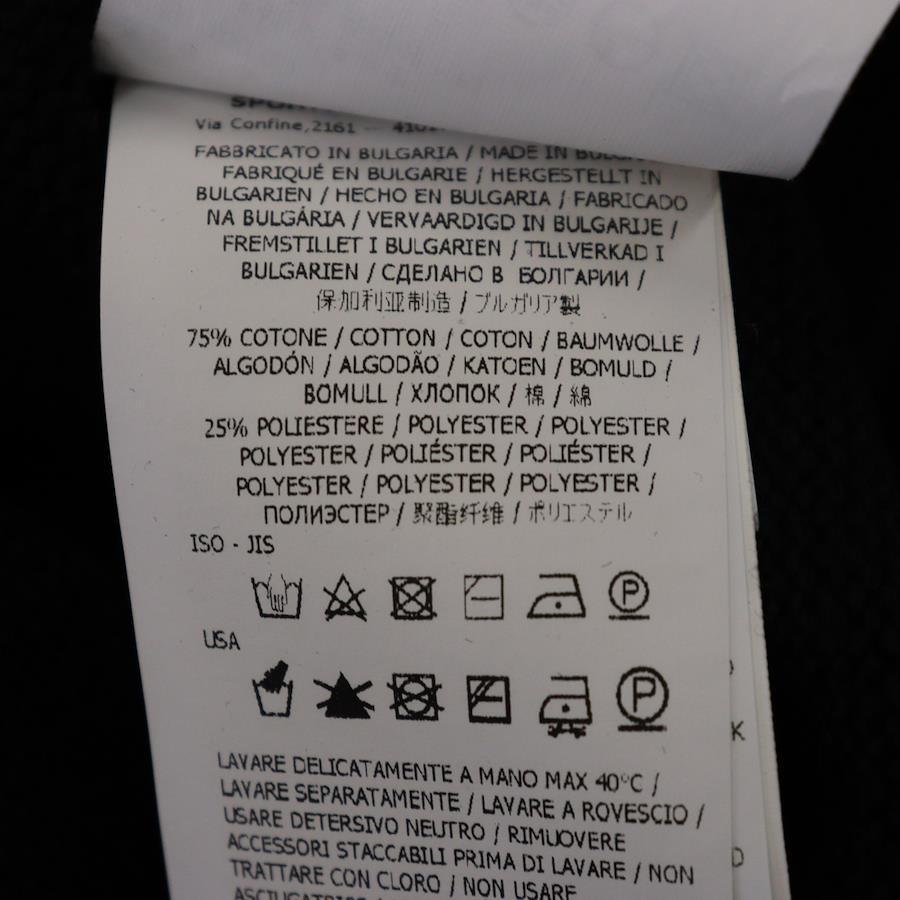 Via Confine,2161
FABBRICATO IN BULGARIA / MADE IN
FABRIQUÉ EN BULGARIE / HERGESTELLT IN
BULGARIEN / HECHO EN BULGARIA / FABRICADO
NA BULGÁRIA / VERVAARDIGD IN BULGARIJE /
FREMSTILLET I BULGARIEN / TILLVERKAD I
BULGARIEN / СДЕЛАНО В БОЛГАРИИ /
保加利亚制造 / ブルガリア製
75% COTONE / COTTON / COTON / BAUMWOLLE /
ALGODÓN / ALGODÃO / KATOEN / BOMULD /
BOMULL / ХЛОПОК / 棉 / 綿
25% POLIESTERE / POLYESTER / POLYESTER /
POLYESTER / POLIÉSTER / POLIÉSTER /
POLYESTER / POLYESTER / POLYESTER /
ПОЛИЭСТЕР / 聚酯纤维 / ポリエステル
ISO - JIS
P
USA
P
LAVARE DELICATAMENTE A MANO MAX 40°C /
LAVARE SEPARATAMENTE / LAVARE A ROVESCIO /
USARE DETERSIVO NEUTRO / RIMUOVERE
ACCESSORI STACCABILI PRIMA DI LAVARE / NON
TRATTARE CON CLORO / NON USARE
K